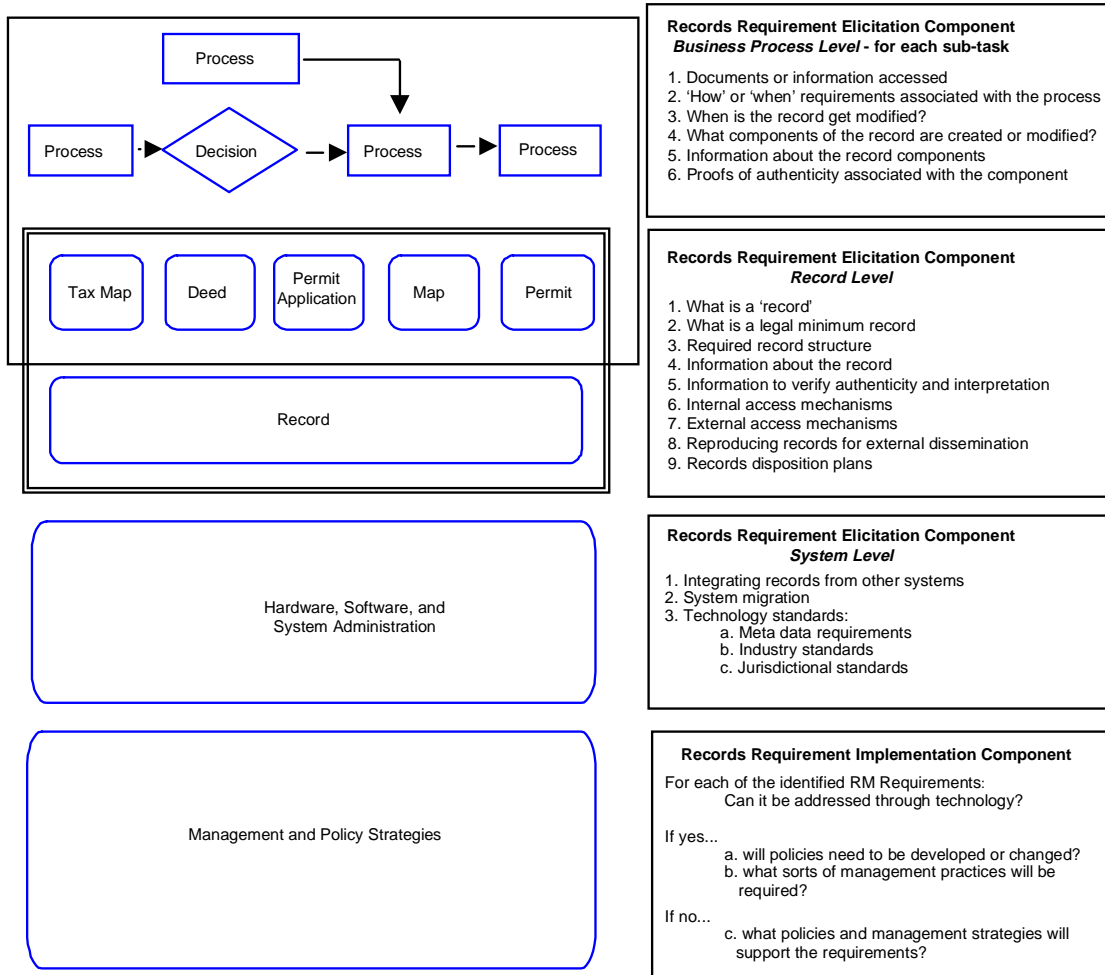 Process
Process
Decision
Process
Process
Tax Map
Deed
Permit
Application
Map
Permit
Record
Hardware, Software, and
System Administration
Management and Policy Strategies
Records Requirement Elicitation Component
Business Process Level - for each sub-task
1. Documents or information accessed
2. ‘How’ or ‘when’ requirements associated with the process
3. When is the record get modified?
4. What components of the record are created or modified?
5. Information about the record components
6. Proofs of authenticity associated with the component
Records Requirement Elicitation Component
Record Level
1. What is a ‘record’
2. What is a legal minimum record
3. Required record structure
4. Information about the record
5. Information to verify authenticity and interpretation
6. Internal access mechanisms
7. External access mechanisms
8. Reproducing records for external dissemination
9. Records disposition plans
Records Requirement Elicitation Component
System Level
1. Integrating records from other systems
2. System migration
3. Technology standards:
a. Meta data requirements
b. Industry standards
c. Jurisdictional standards
Records Requirement Implementation Component
For each of the identified RM Requirements:
Can it be addressed through technology?
If yes...
a. will policies need to be developed or changed?
b. what sorts of management practices will be
required?
If no...
c. what policies and management strategies will
support the requirements?